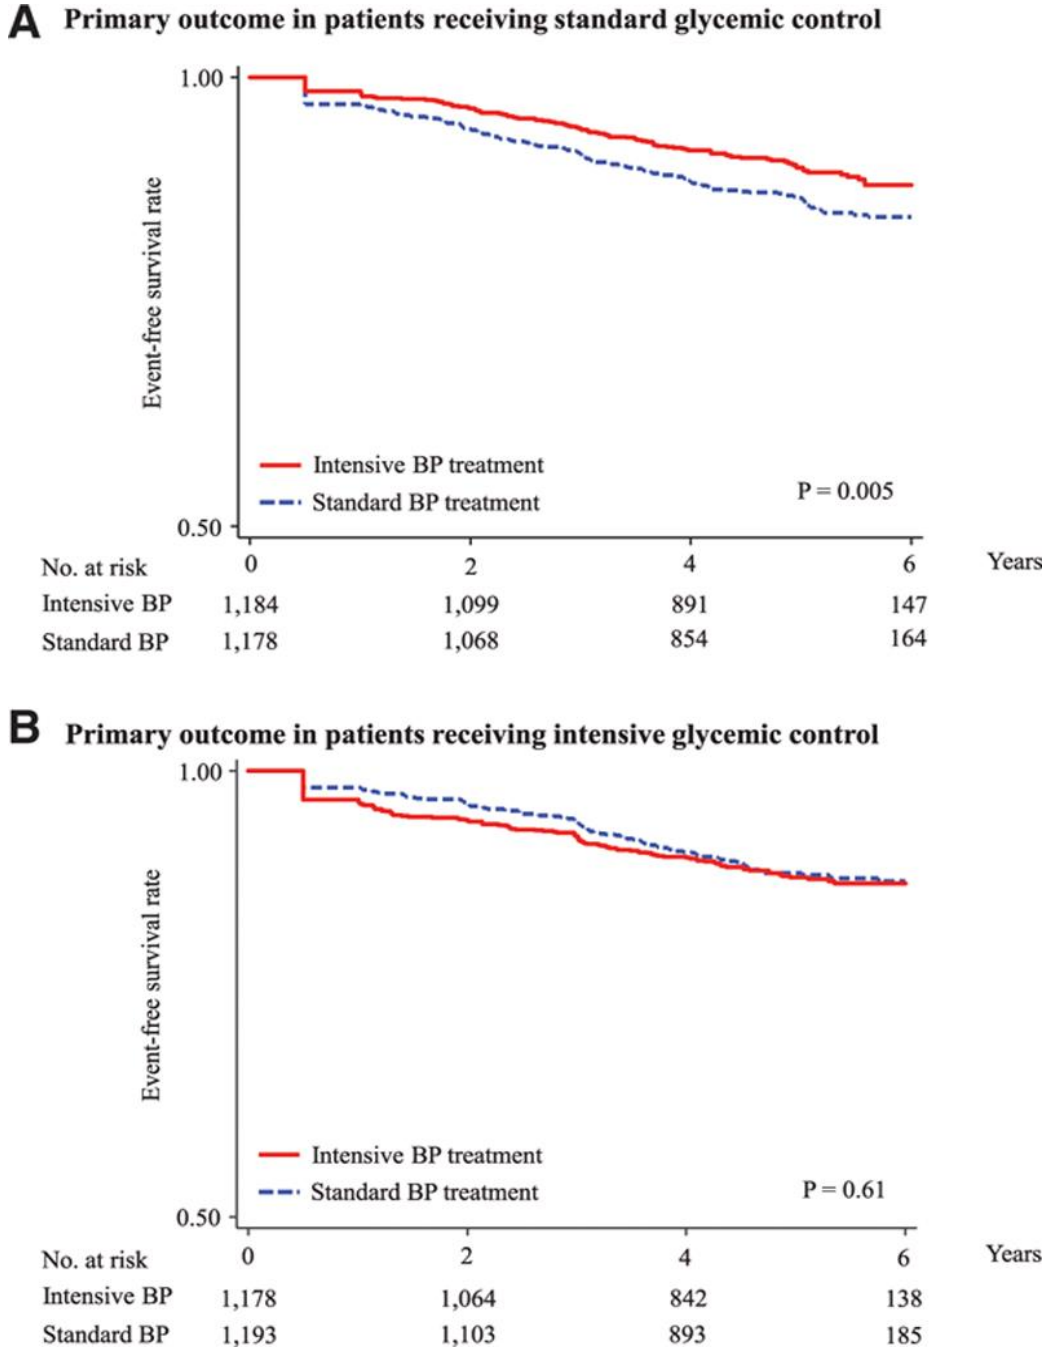 A Primary outcome in patients receiving standard glycemic control
1.00
Event-free survival rate
Intensive BP treatment
Standard BP treatment
P = 0.005
0.50
0 2 4 6 Years
No. at risk
Intensive BP 1,184 1,099 891 147
Standard BP 1,178 1,068 854 164
B Primary outcome in patients receiving intensive glycemic control
1.00
Event-free survival rate
Intensive BP treatment
Standard BP treatment
P = 0.61
0.50
0 2 4 6 Years
No. at risk
Intensive BP 1,178 1,064 842 138
Standard BP 1,193 1,103 893 185